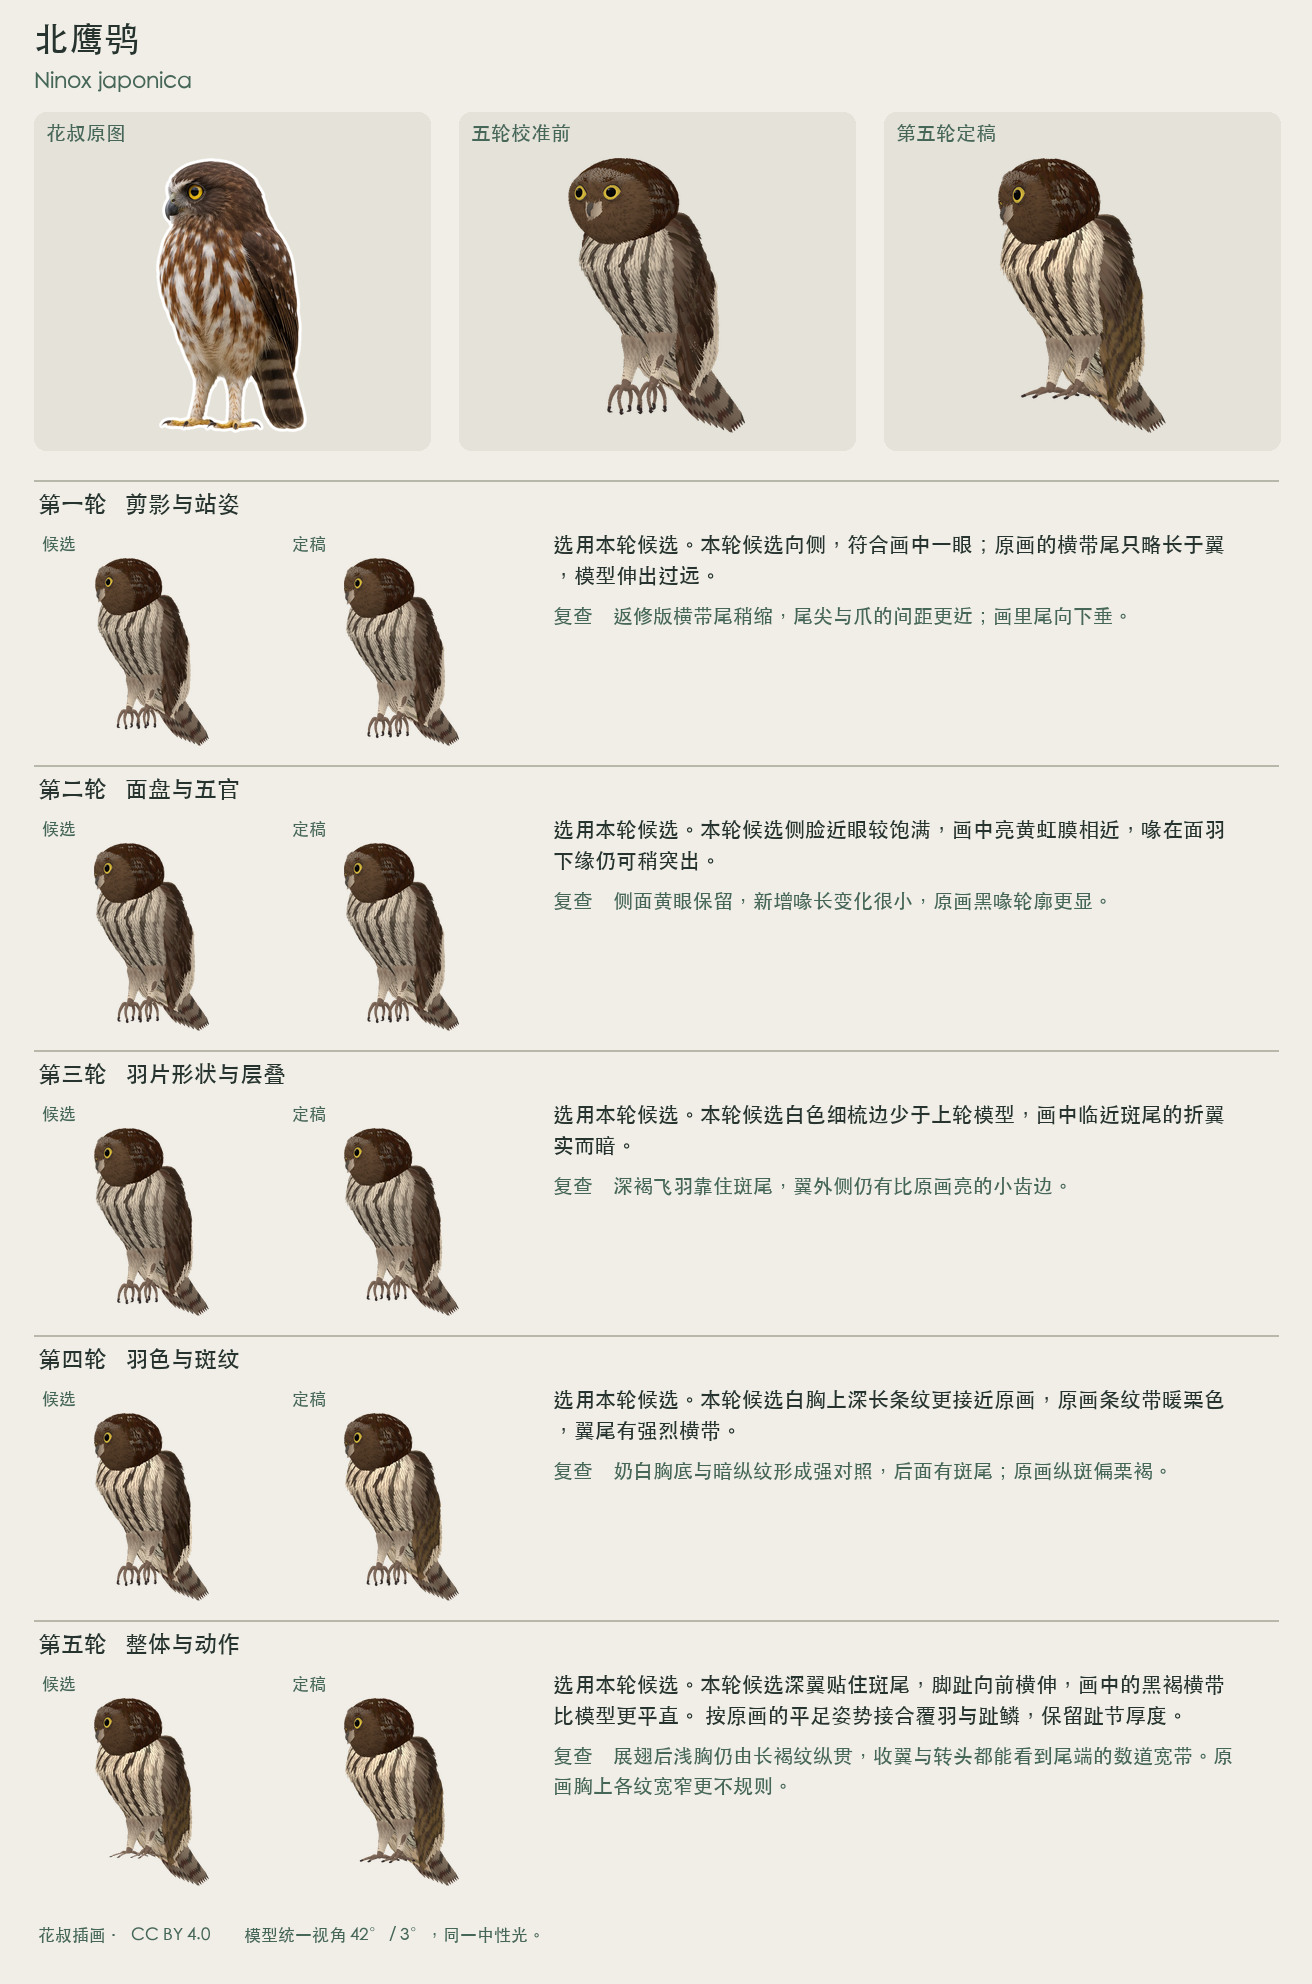 北鹰鸮
Ninox japonica
花叔原图
五轮校准前
第五轮定稿
第一轮 剪影与站姿
候选
定稿
选用本轮候选。本轮候选向侧，符合画中一眼；原画的横带尾只略长于翼
，模型伸出过远。
复查 返修版横带尾稍缩，尾尖与爪的间距更近；画里尾向下垂。
第二轮 面盘与五官
候选
定稿
选用本轮候选。本轮候选侧脸近眼较饱满，画中亮黄虹膜相近，喙在面羽
下缘仍可稍突出。
复查 侧面黄眼保留，新增喙长变化很小，原画黑喙轮廓更显。
第三轮 羽片形状与层叠
候选
定稿
选用本轮候选。本轮候选白色细梳边少于上轮模型，画中临近斑尾的折翼
实而暗。
复查 深褐飞羽靠住斑尾，翼外侧仍有比原画亮的小齿边。
第四轮 羽色与斑纹
候选
定稿
选用本轮候选。本轮候选白胸上深长条纹更接近原画，原画条纹带暖栗色
，翼尾有强烈横带。
复查 奶白胸底与暗纵纹形成强对照，后面有斑尾；原画纵斑偏栗褐。
第五轮 整体与动作
候选
定稿
选用本轮候选。本轮候选深翼贴住斑尾，脚趾向前横伸，画中的黑褐横带
比模型更平直。 按原画的平足姿势接合覆羽与趾鳞，保留趾节厚度。
复查 展翅后浅胸仍由长褐纹纵贯，收翼与转头都能看到尾端的数道宽带。原
画胸上各纹宽窄更不规则。
花叔插画 · CC BY 4.0 模型统一视角 42° / 3° ，同一中性光。